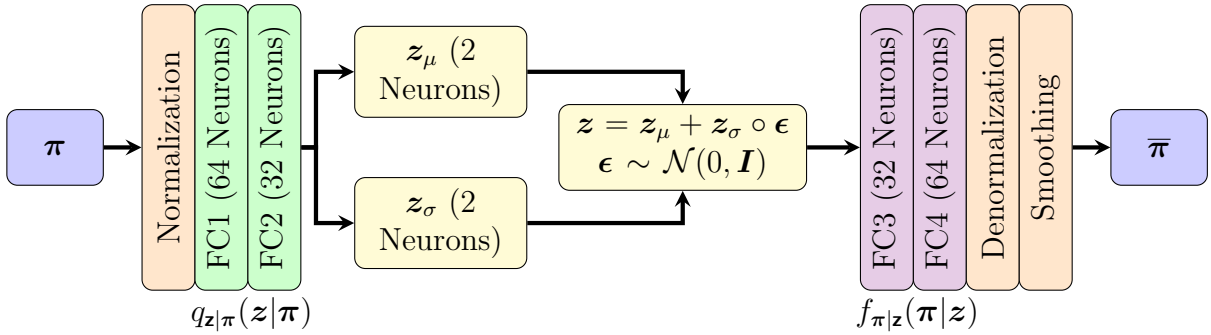 π
Normalization
FC1 (64 Neurons)
FC2 (32 Neurons)
z_μ (2
Neurons)
z_σ (2
Neurons)
z = z_μ + z_σ ∘ ϵ
ϵ ∼ 𝒩(0, I)
FC3 (32 Neurons)
FC4 (64 Neurons)
Denormalization
Smoothing
π̅
q_{z|π}(z|π)
f_{π|z}(π|z)